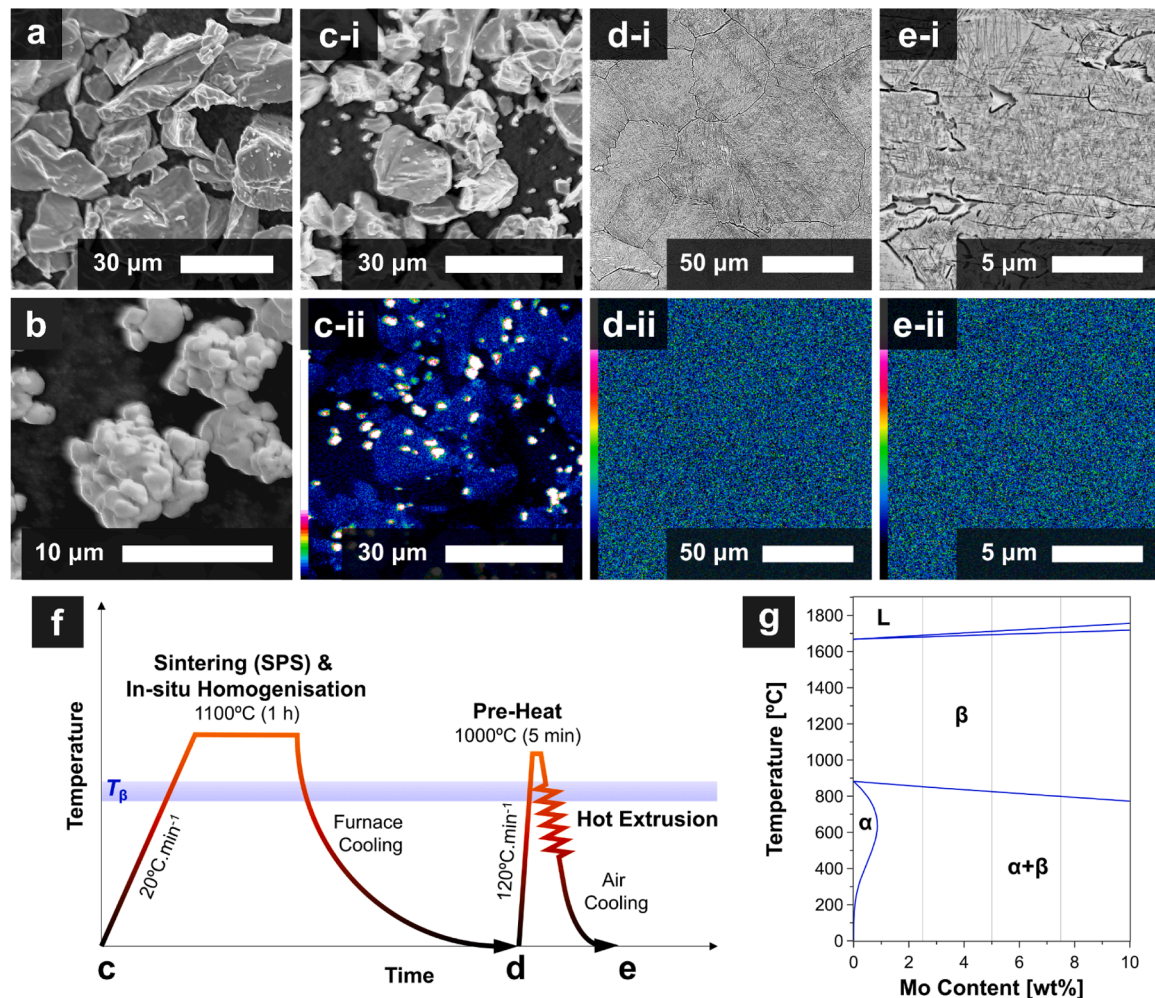 a
30 µm
c-i
30 µm
d-i
50 µm
e-i
5 µm
b
10 µm
c-ii
30 µm
d-ii
50 µm
e-ii
5 µm
f
Temperature
Sintering (SPS) &
In-situ Homogenisation
1100ºC (1 h)
Pre-Heat
1000ºC (5 min)
Tβ
20ºC.min-1
Furnace
Cooling
120ºC.min-1
Hot Extrusion
Air
Cooling
c
Time
d
e
g
Temperature [ºC]
1800
1600
1400
1200
1000
800
600
400
200
0
L
β
α
α+β
0
2
4
6
8
10
Mo Content [wt%]